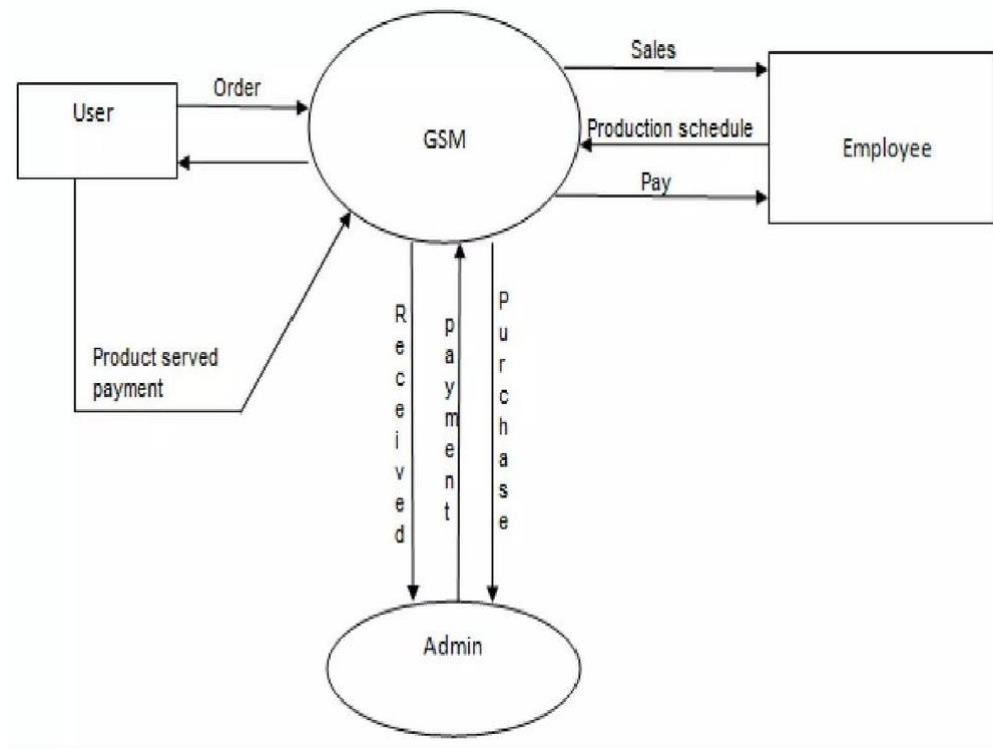 Sales
Order
User
GSM
Production schedule
Employee
Pay
Received
payment
Purchase
Product served
payment
Admin